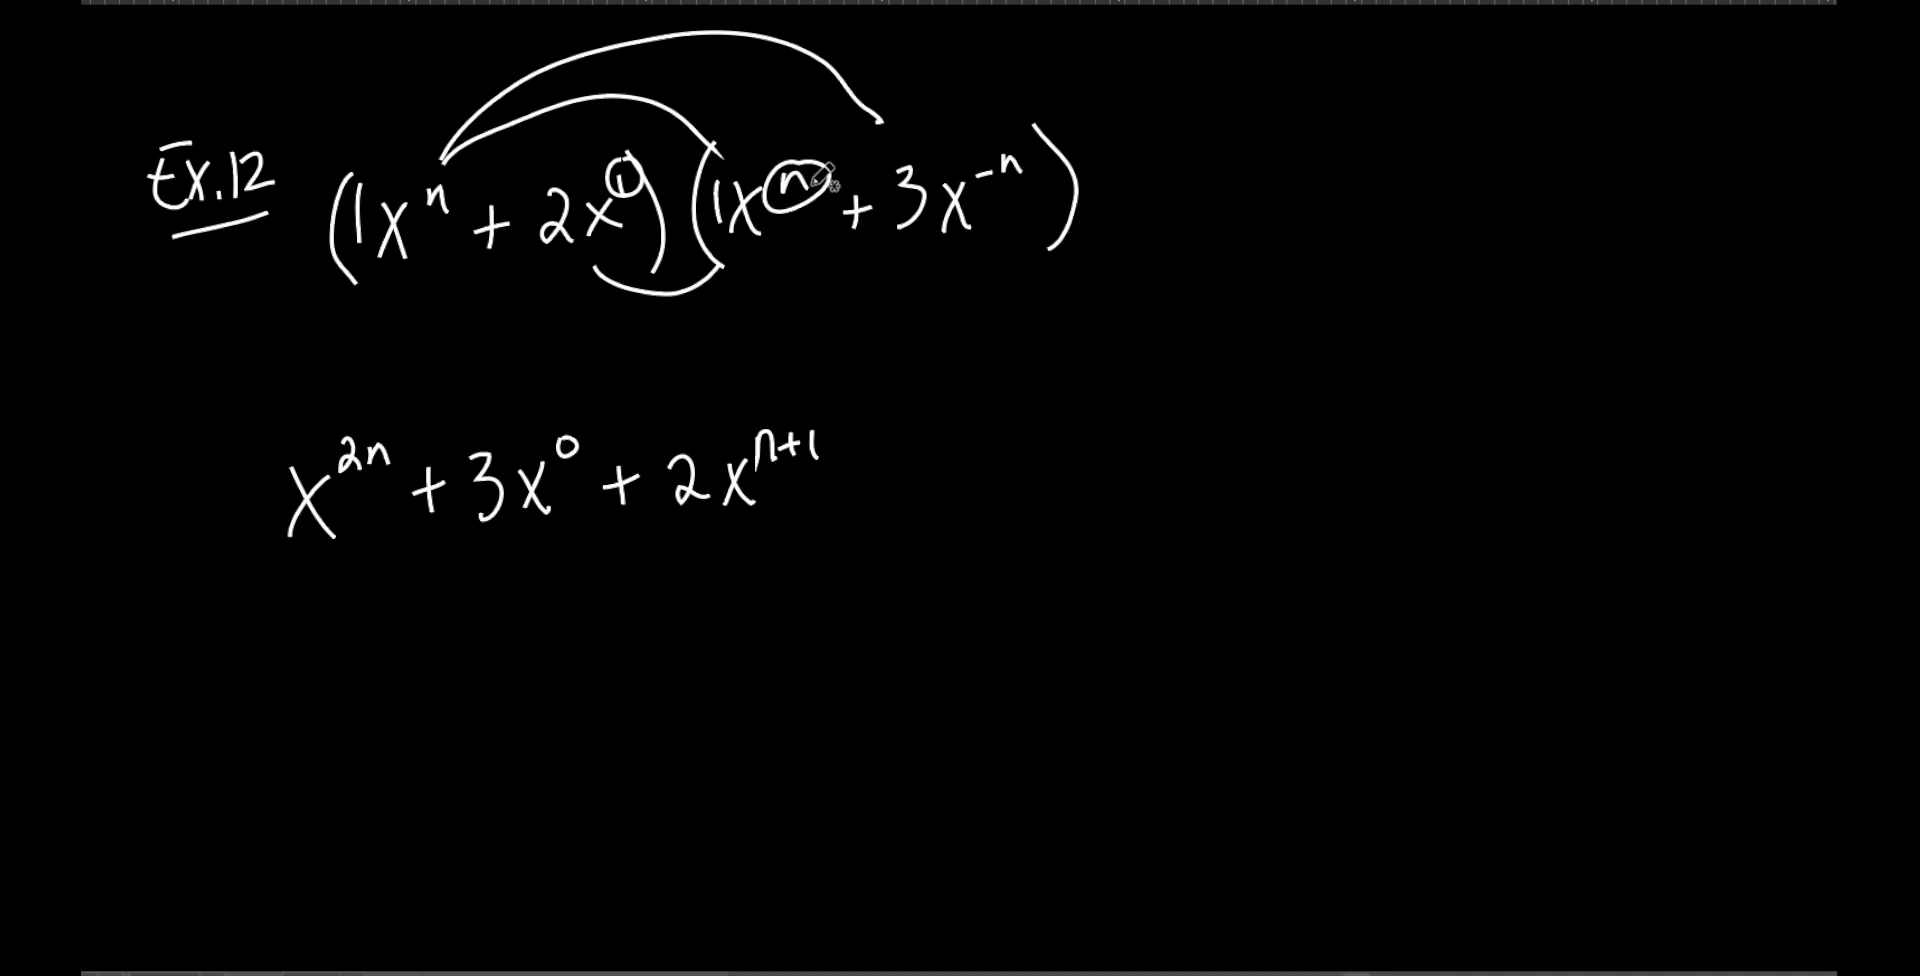 Ex.12 (1x^n + 2x^1)(1x^n + 3x^-n)
x^2n + 3x^0 + 2x^n+1